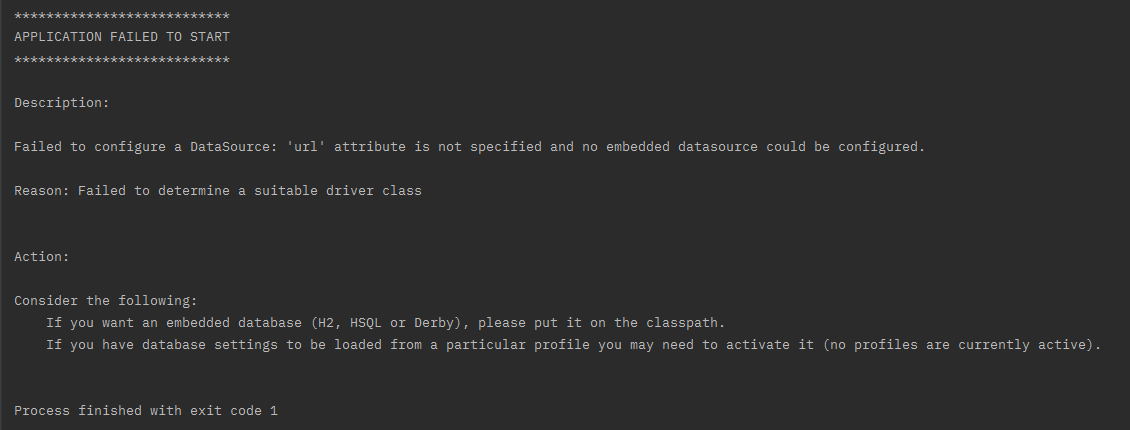 ***************************
APPLICATION FAILED TO START
***************************
Description:
Failed to configure a DataSource: 'url' attribute is not specified and no embedded datasource could be configured.
Reason: Failed to determine a suitable driver class
Action:
Consider the following:
If you want an embedded database (H2, HSQL or Derby), please put it on the classpath.
If you have database settings to be loaded from a particular profile you may need to activate it (no profiles are currently active).
Process finished with exit code 1